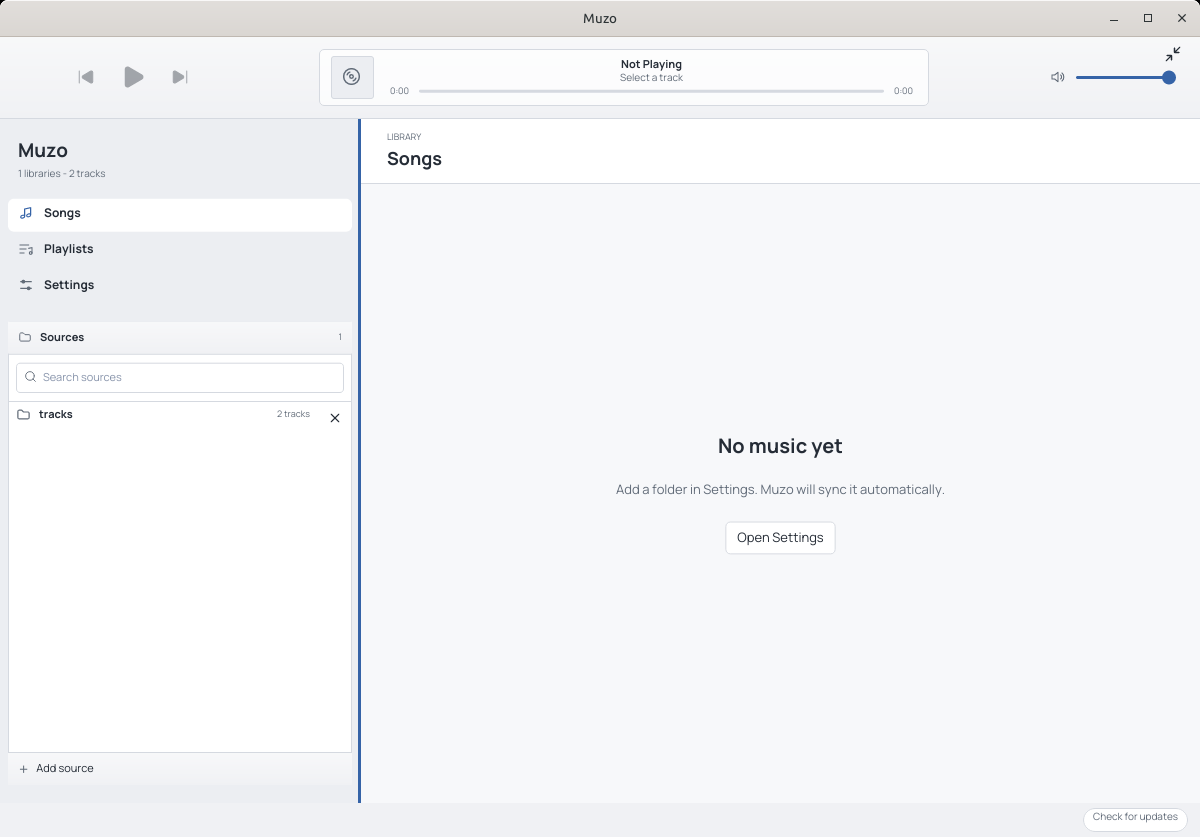 Muzo
Not Playing
Select a track
0:00
0:00
Muzo
1 libraries - 2 tracks
Songs
Playlists
Settings
Sources
1
Search sources
tracks
2 tracks
Add source
LIBRARY
Songs
No music yet
Add a folder in Settings. Muzo will sync it automatically.
Open Settings
Check for updates